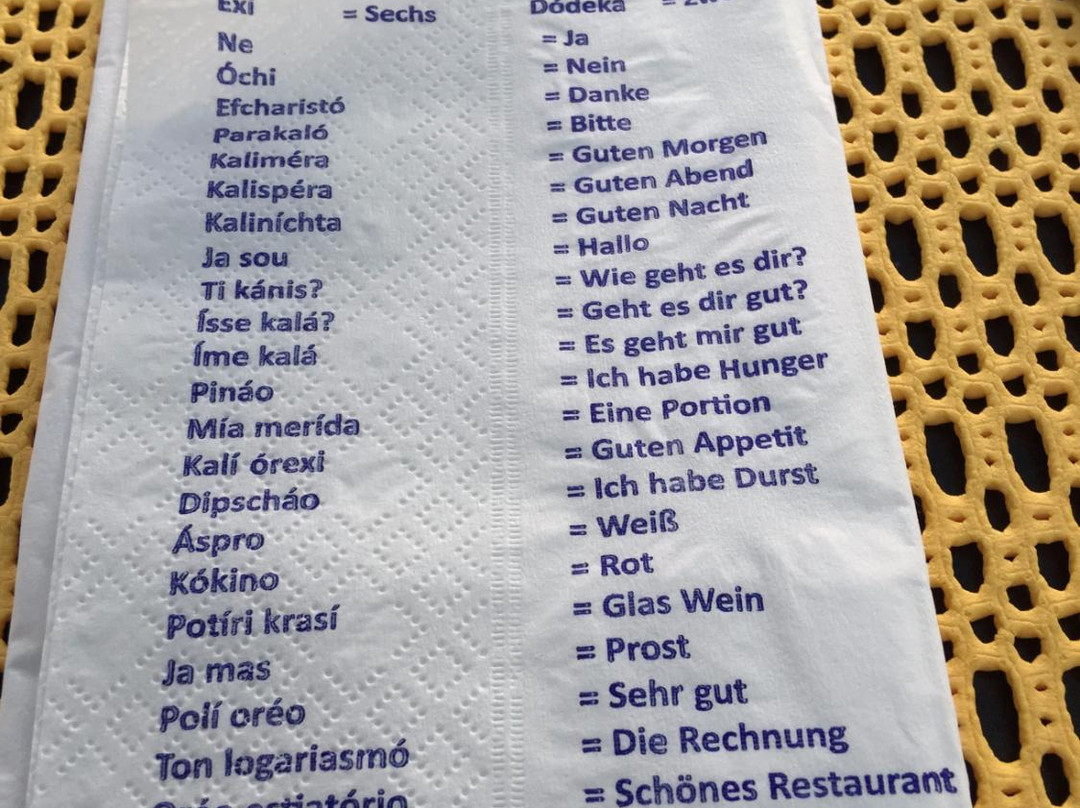 Éxi = Sechs Dódeka
Ne = Ja
Óchi = Nein
Efcharistó = Danke
Parakaló = Bitte
Kaliméra = Guten Morgen
Kalispéra = Guten Abend
Kaliníchta = Guten Nacht
Ja sou = Hallo
Ti kánis? = Wie geht es dir?
Ísse kalá? = Geht es dir gut?
Íme kalá = Es geht mir gut
Pináo = Ich habe Hunger
Mía merída = Eine Portion
Kalí órexi = Guten Appetit
Dipscháo = Ich habe Durst
Áspro = Weiß
Kókino = Rot
Potíri krasí = Glas Wein
Ja mas = Prost
Polí oréo = Sehr gut
Ton logariasmó = Die Rechnung
estiatório = Schönes Restaurant